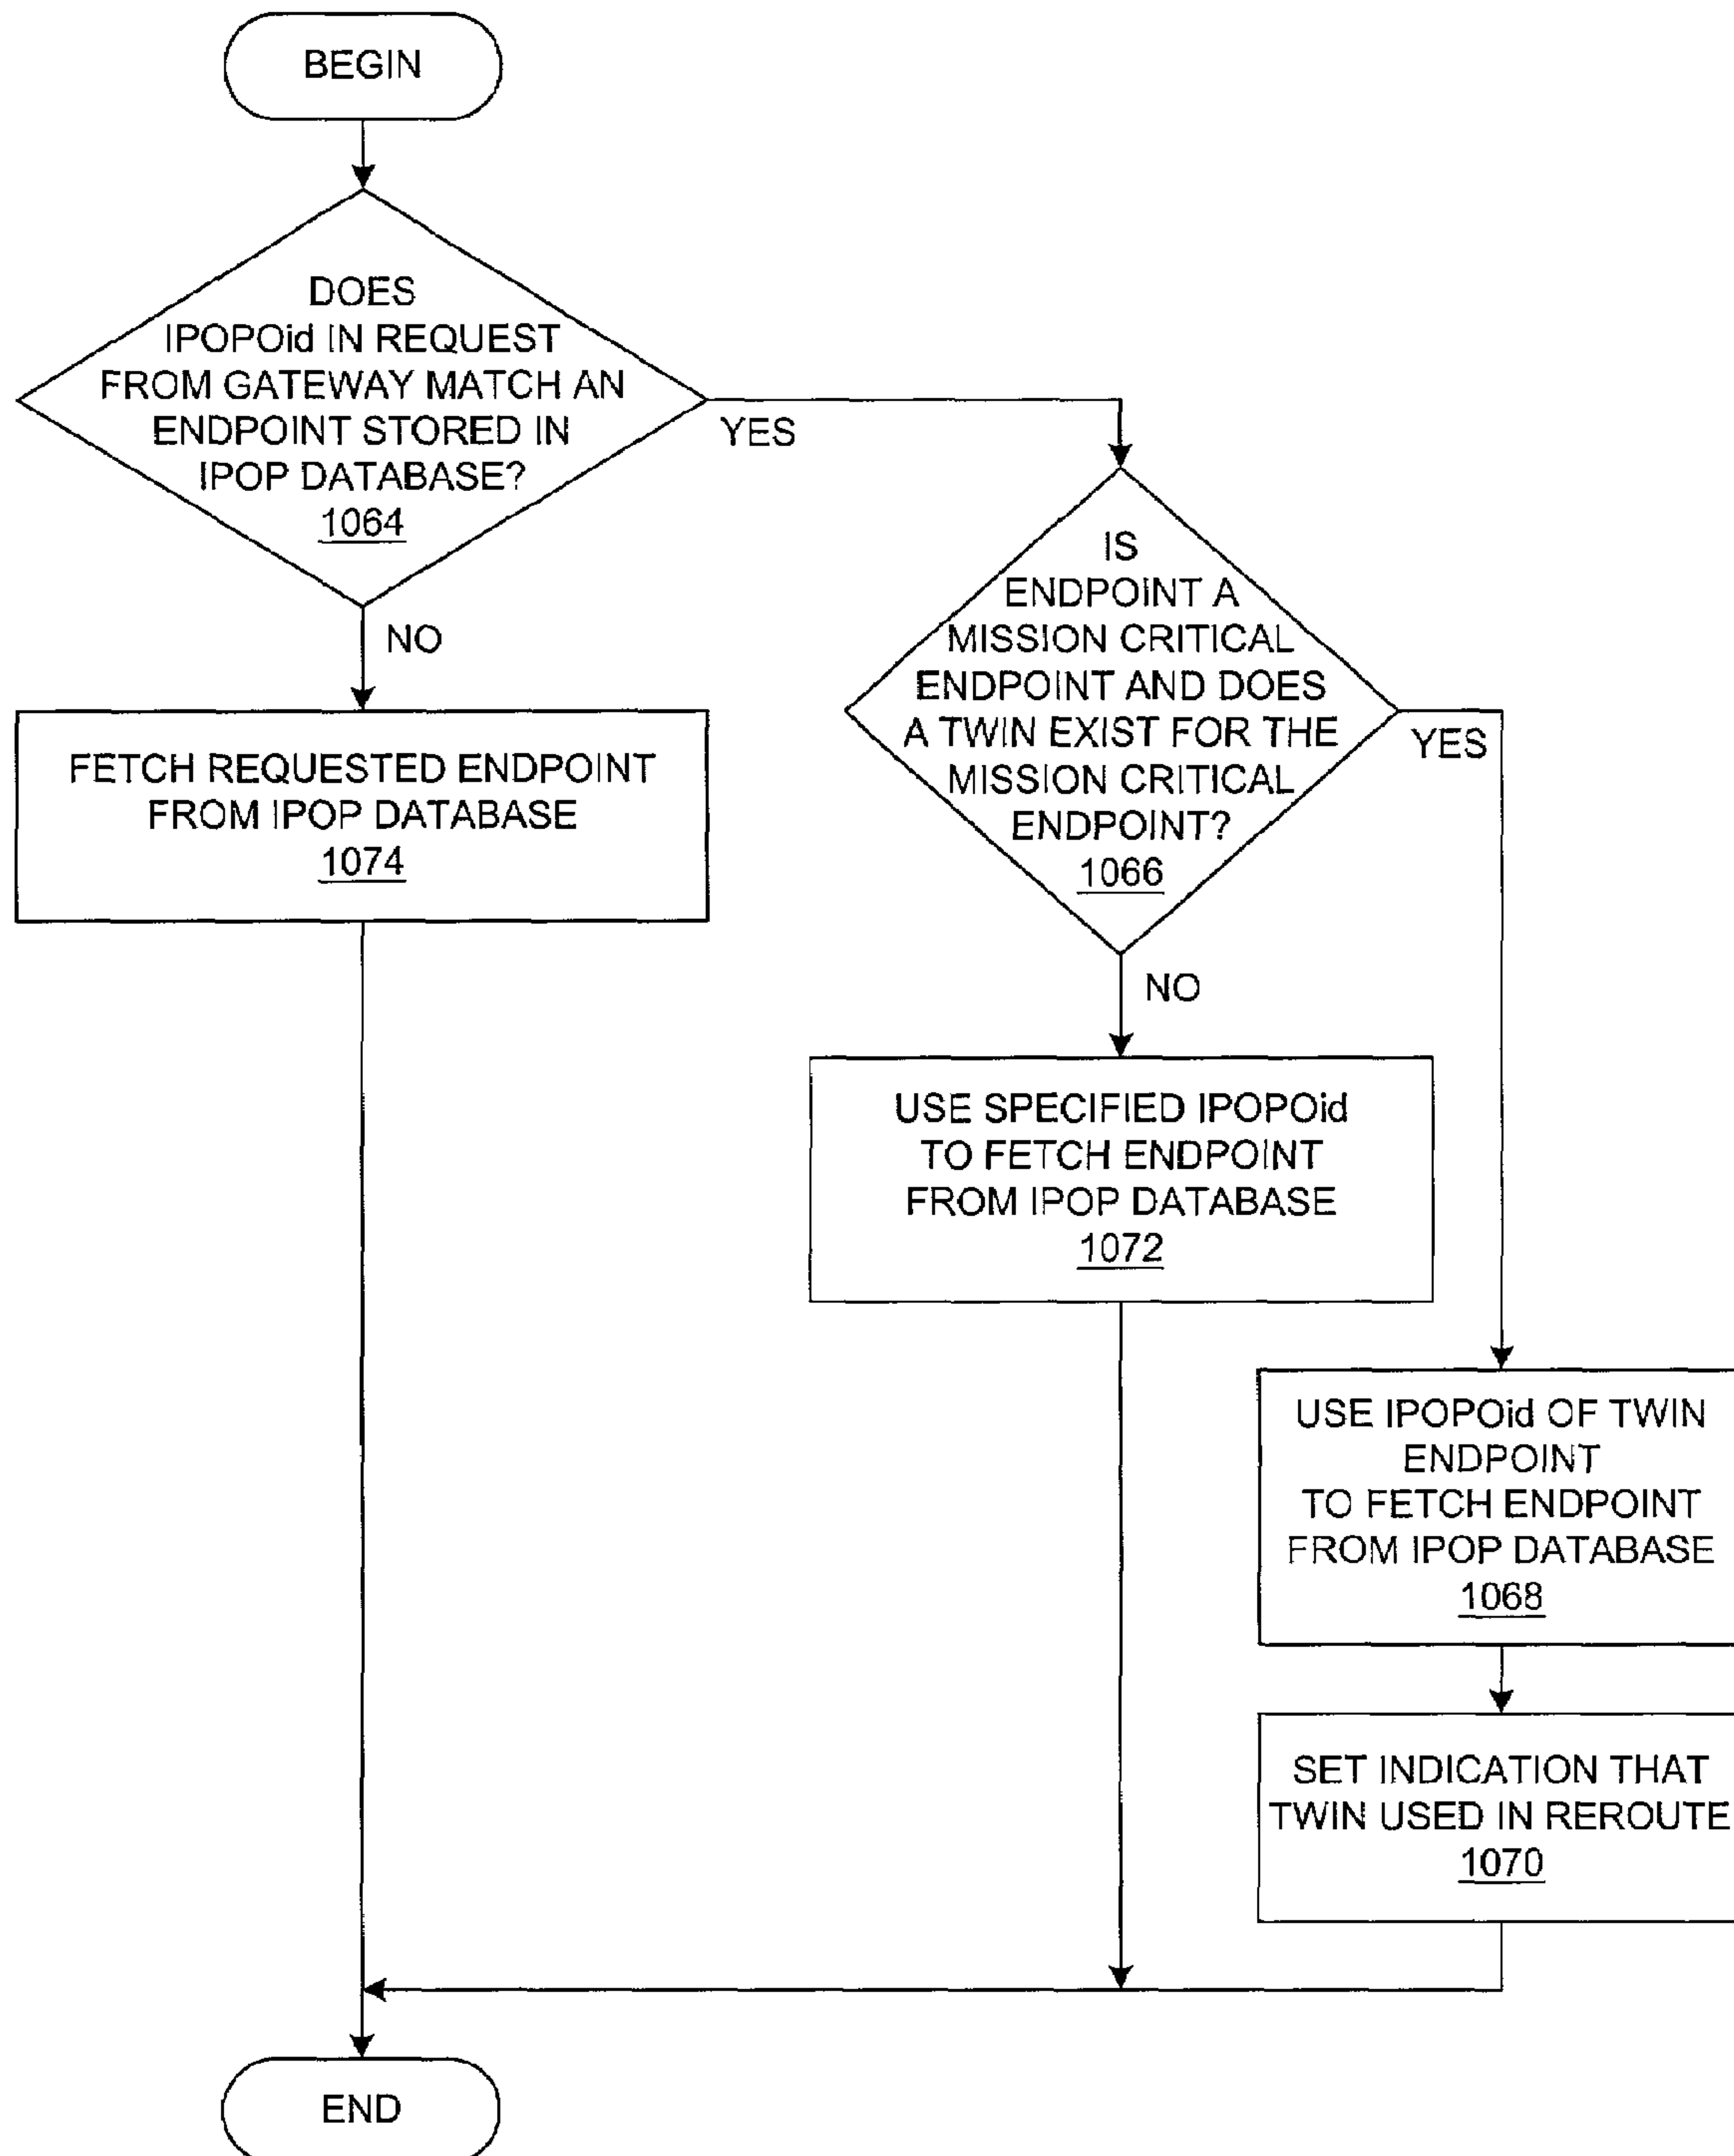 BEGIN
DOES
IPOPOid IN REQUEST
FROM GATEWAY MATCH AN
ENDPOINT STORED IN
IPOP DATABASE?
1064
YES
NO
FETCH REQUESTED ENDPOINT
FROM IPOP DATABASE
1074
IS
ENDPOINT A
MISSION CRITICAL
ENDPOINT AND DOES
A TWIN EXIST FOR THE
MISSION CRITICAL
ENDPOINT?
1066
YES
NO
USE SPECIFIED IPOPOid
TO FETCH ENDPOINT
FROM IPOP DATABASE
1072
USE IPOPOid OF TWIN
ENDPOINT
TO FETCH ENDPOINT
FROM IPOP DATABASE
1068
SET INDICATION THAT
TWIN USED IN REROUTE
1070
END